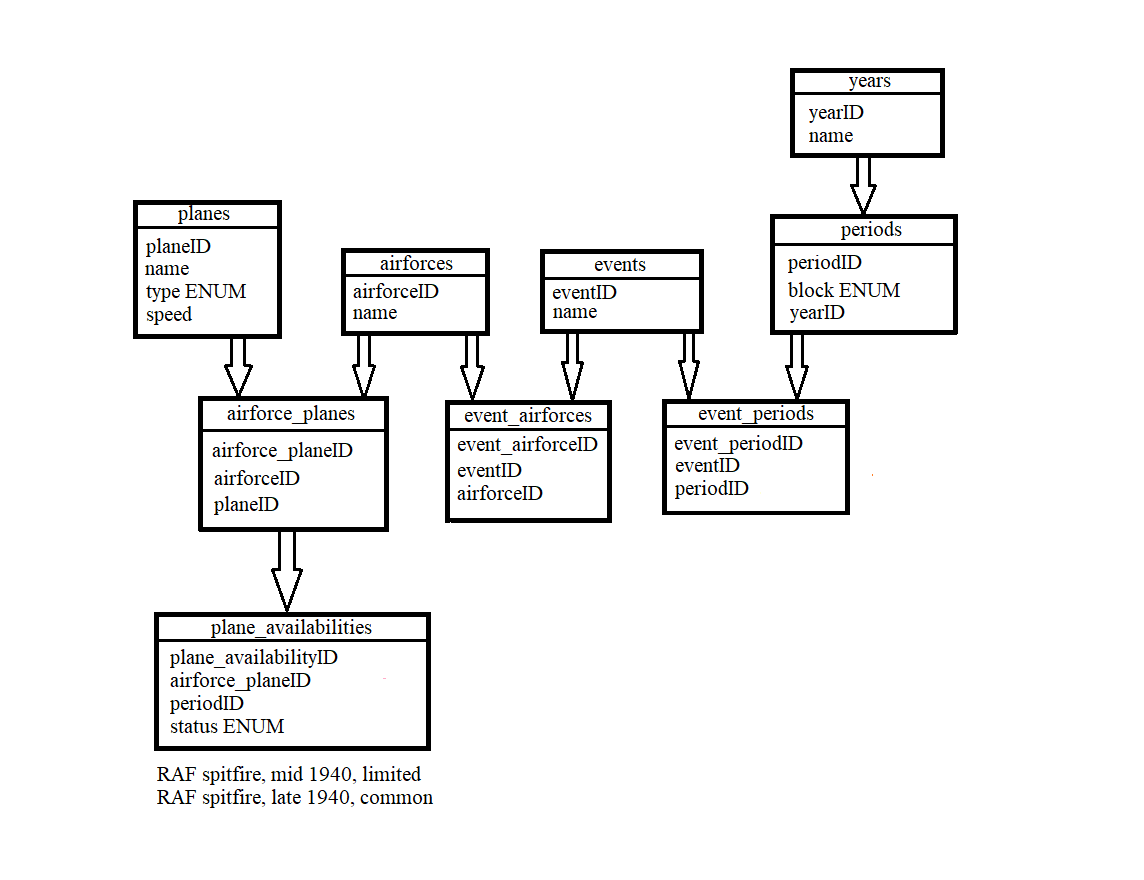 years
yearID
name
planes
planeID
name
type ENUM
speed
airforces
airforceID
name
events
eventID
name
periods
periodID
block ENUM
yearID
airforce_planes
airforce_planeID
airforceID
planeID
event_airforces
event_airforceID
eventID
airforceID
event_periods
event_periodID
eventID
periodID
plane_availabilities
plane_availabilityID
airforce_planeID
periodID
status ENUM
RAF spitfire, mid 1940, limited
RAF spitfire, late 1940, common